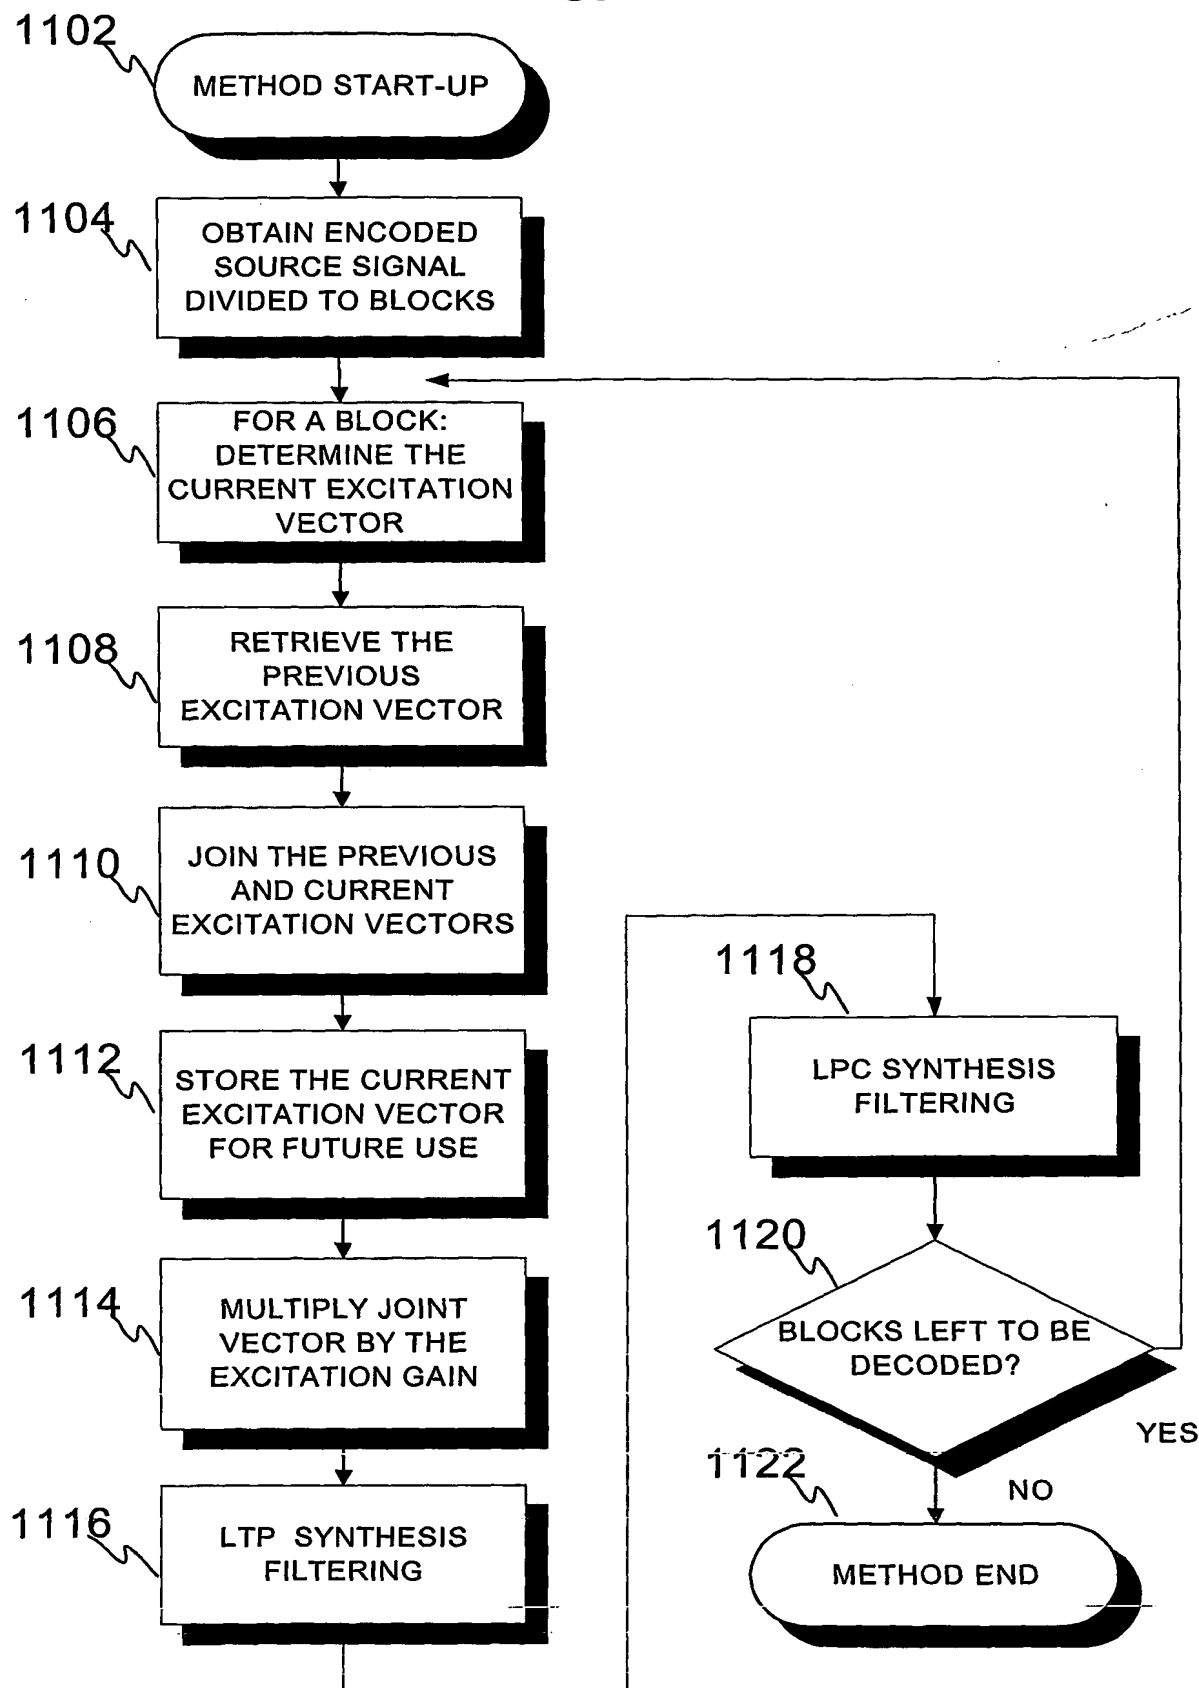 1102
METHOD START-UP
1104
OBTAIN ENCODED
SOURCE SIGNAL
DIVIDED TO BLOCKS
1106
FOR A BLOCK:
DETERMINE THE
CURRENT EXCITATION
VECTOR
1108
RETRIEVE THE
PREVIOUS
EXCITATION VECTOR
1110
JOIN THE PREVIOUS
AND CURRENT
EXCITATION VECTORS
1112
STORE THE CURRENT
EXCITATION VECTOR
FOR FUTURE USE
1114
MULTIPLY JOINT
VECTOR BY THE
EXCITATION GAIN
1116
LTP SYNTHESIS
FILTERING
1118
LPC SYNTHESIS
FILTERING
1120
BLOCKS LEFT TO BE
DECODED?
YES
NO
1122
METHOD END